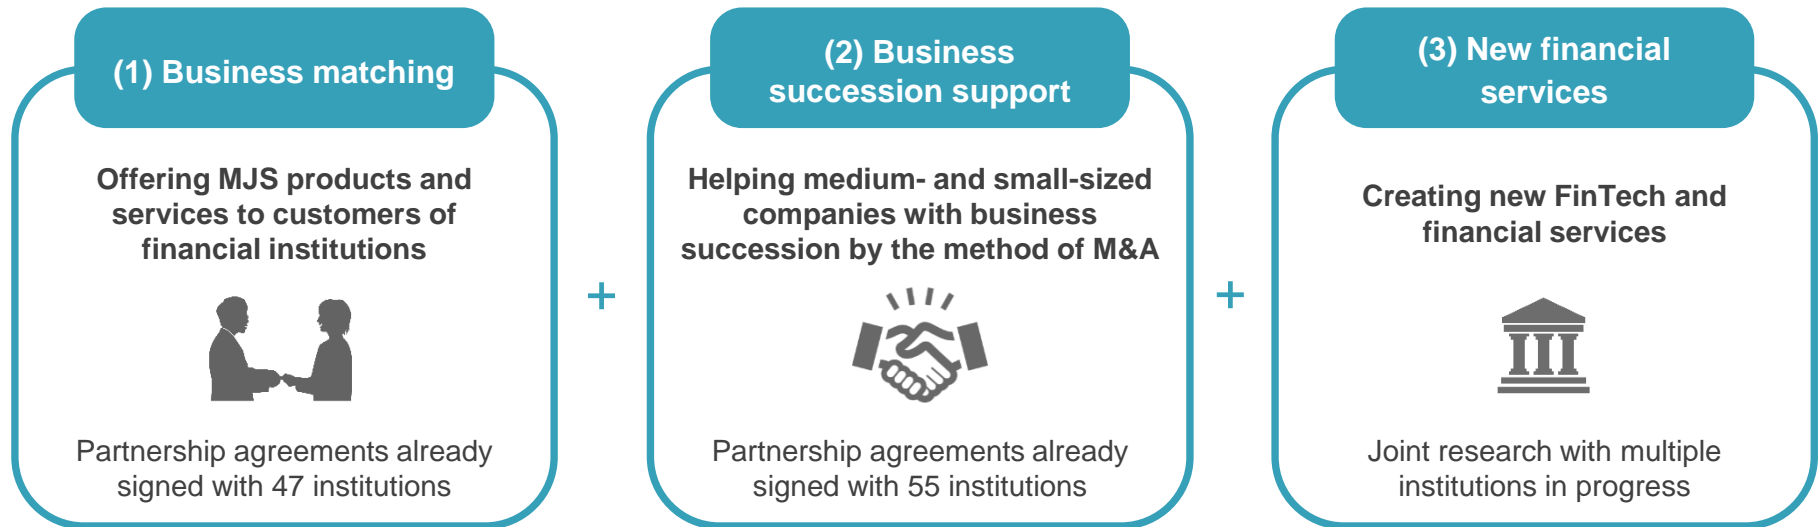 (1) Business matching
Offering MJS products and
services to customers of
financial institutions
Partnership agreements already
signed with 47 institutions
+
(2) Business
succession support
Helping medium- and small-sized
companies with business
succession by the method of M&A
Partnership agreements already
signed with 55 institutions
+
(3) New financial
services
Creating new FinTech and
financial services
Joint research with multiple
institutions in progress